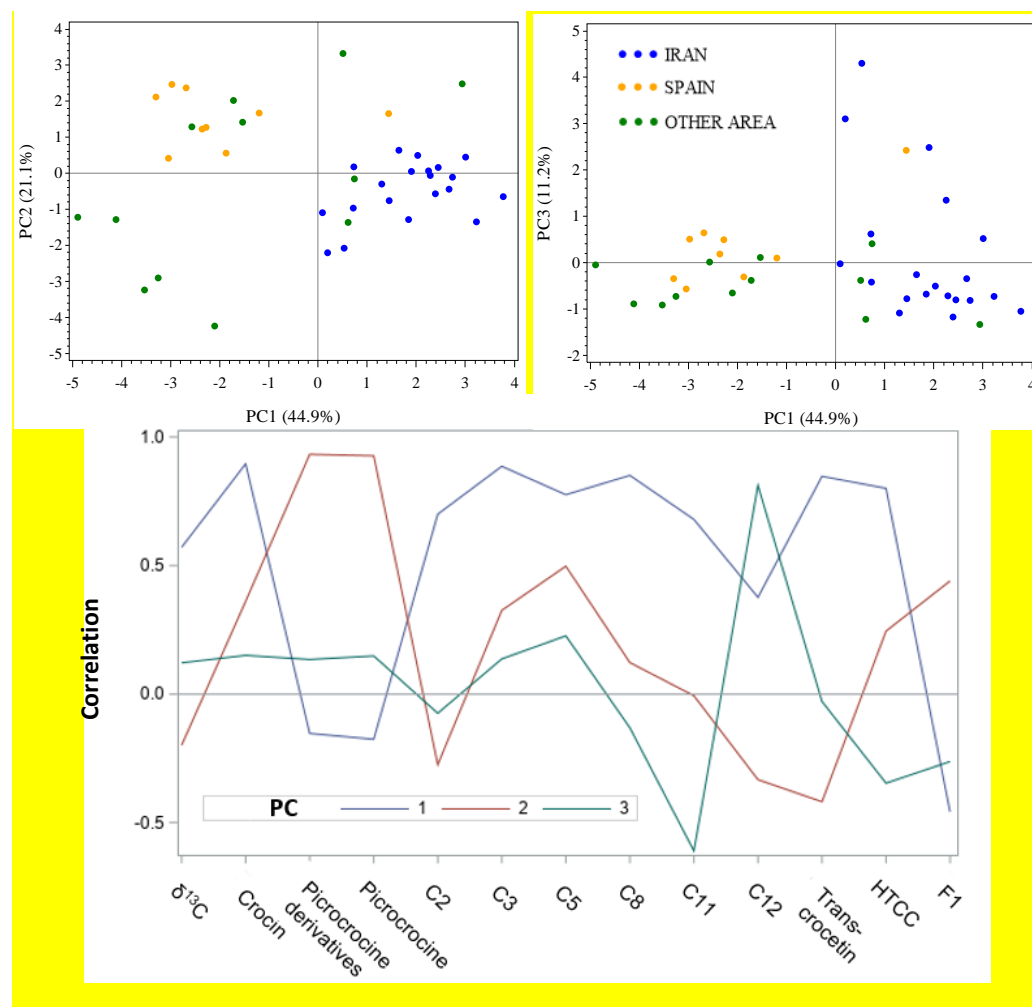 4
3
2
1
0
-1
-2
-3
-4
-5
PC2 (21.1%)
-5 -4 -3 -2 -1 0 1 2 3 4
PC1 (44.9%)
5
4
3
2
1
0
-1
-2
PC3 (11.2%)
IRAN
SPAIN
OTHER AREA
-5 -4 -3 -2 -1 0 1 2 3 4
PC1 (44.9%)
1.0
0.5
0.0
-0.5
Correlation
PC 1 2 3
δ¹³C
Crocin
Picrocrocine
derivatives
Picrocrocine
C2
C3
C5
C8
C11
C12
Trans-
crocetin
HTCC
F1